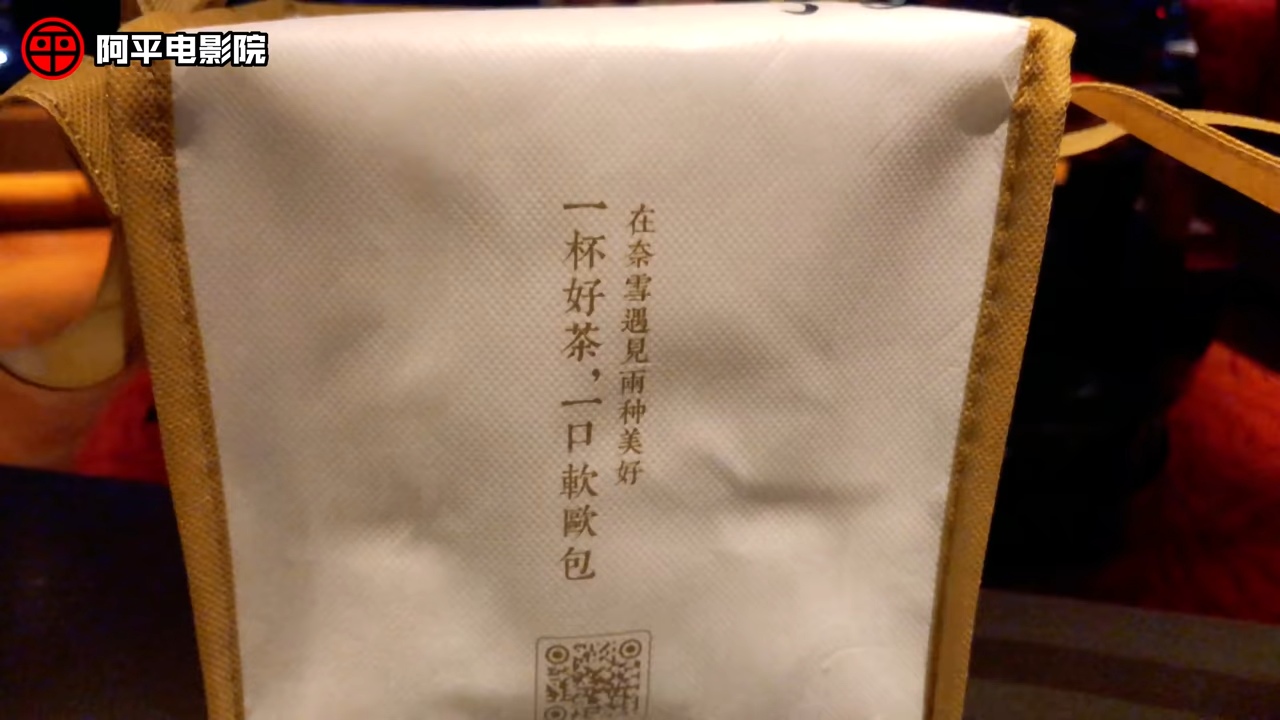 平 阿平电影院
在奈雪遇見兩种美好
一杯好茶，一口軟歐包